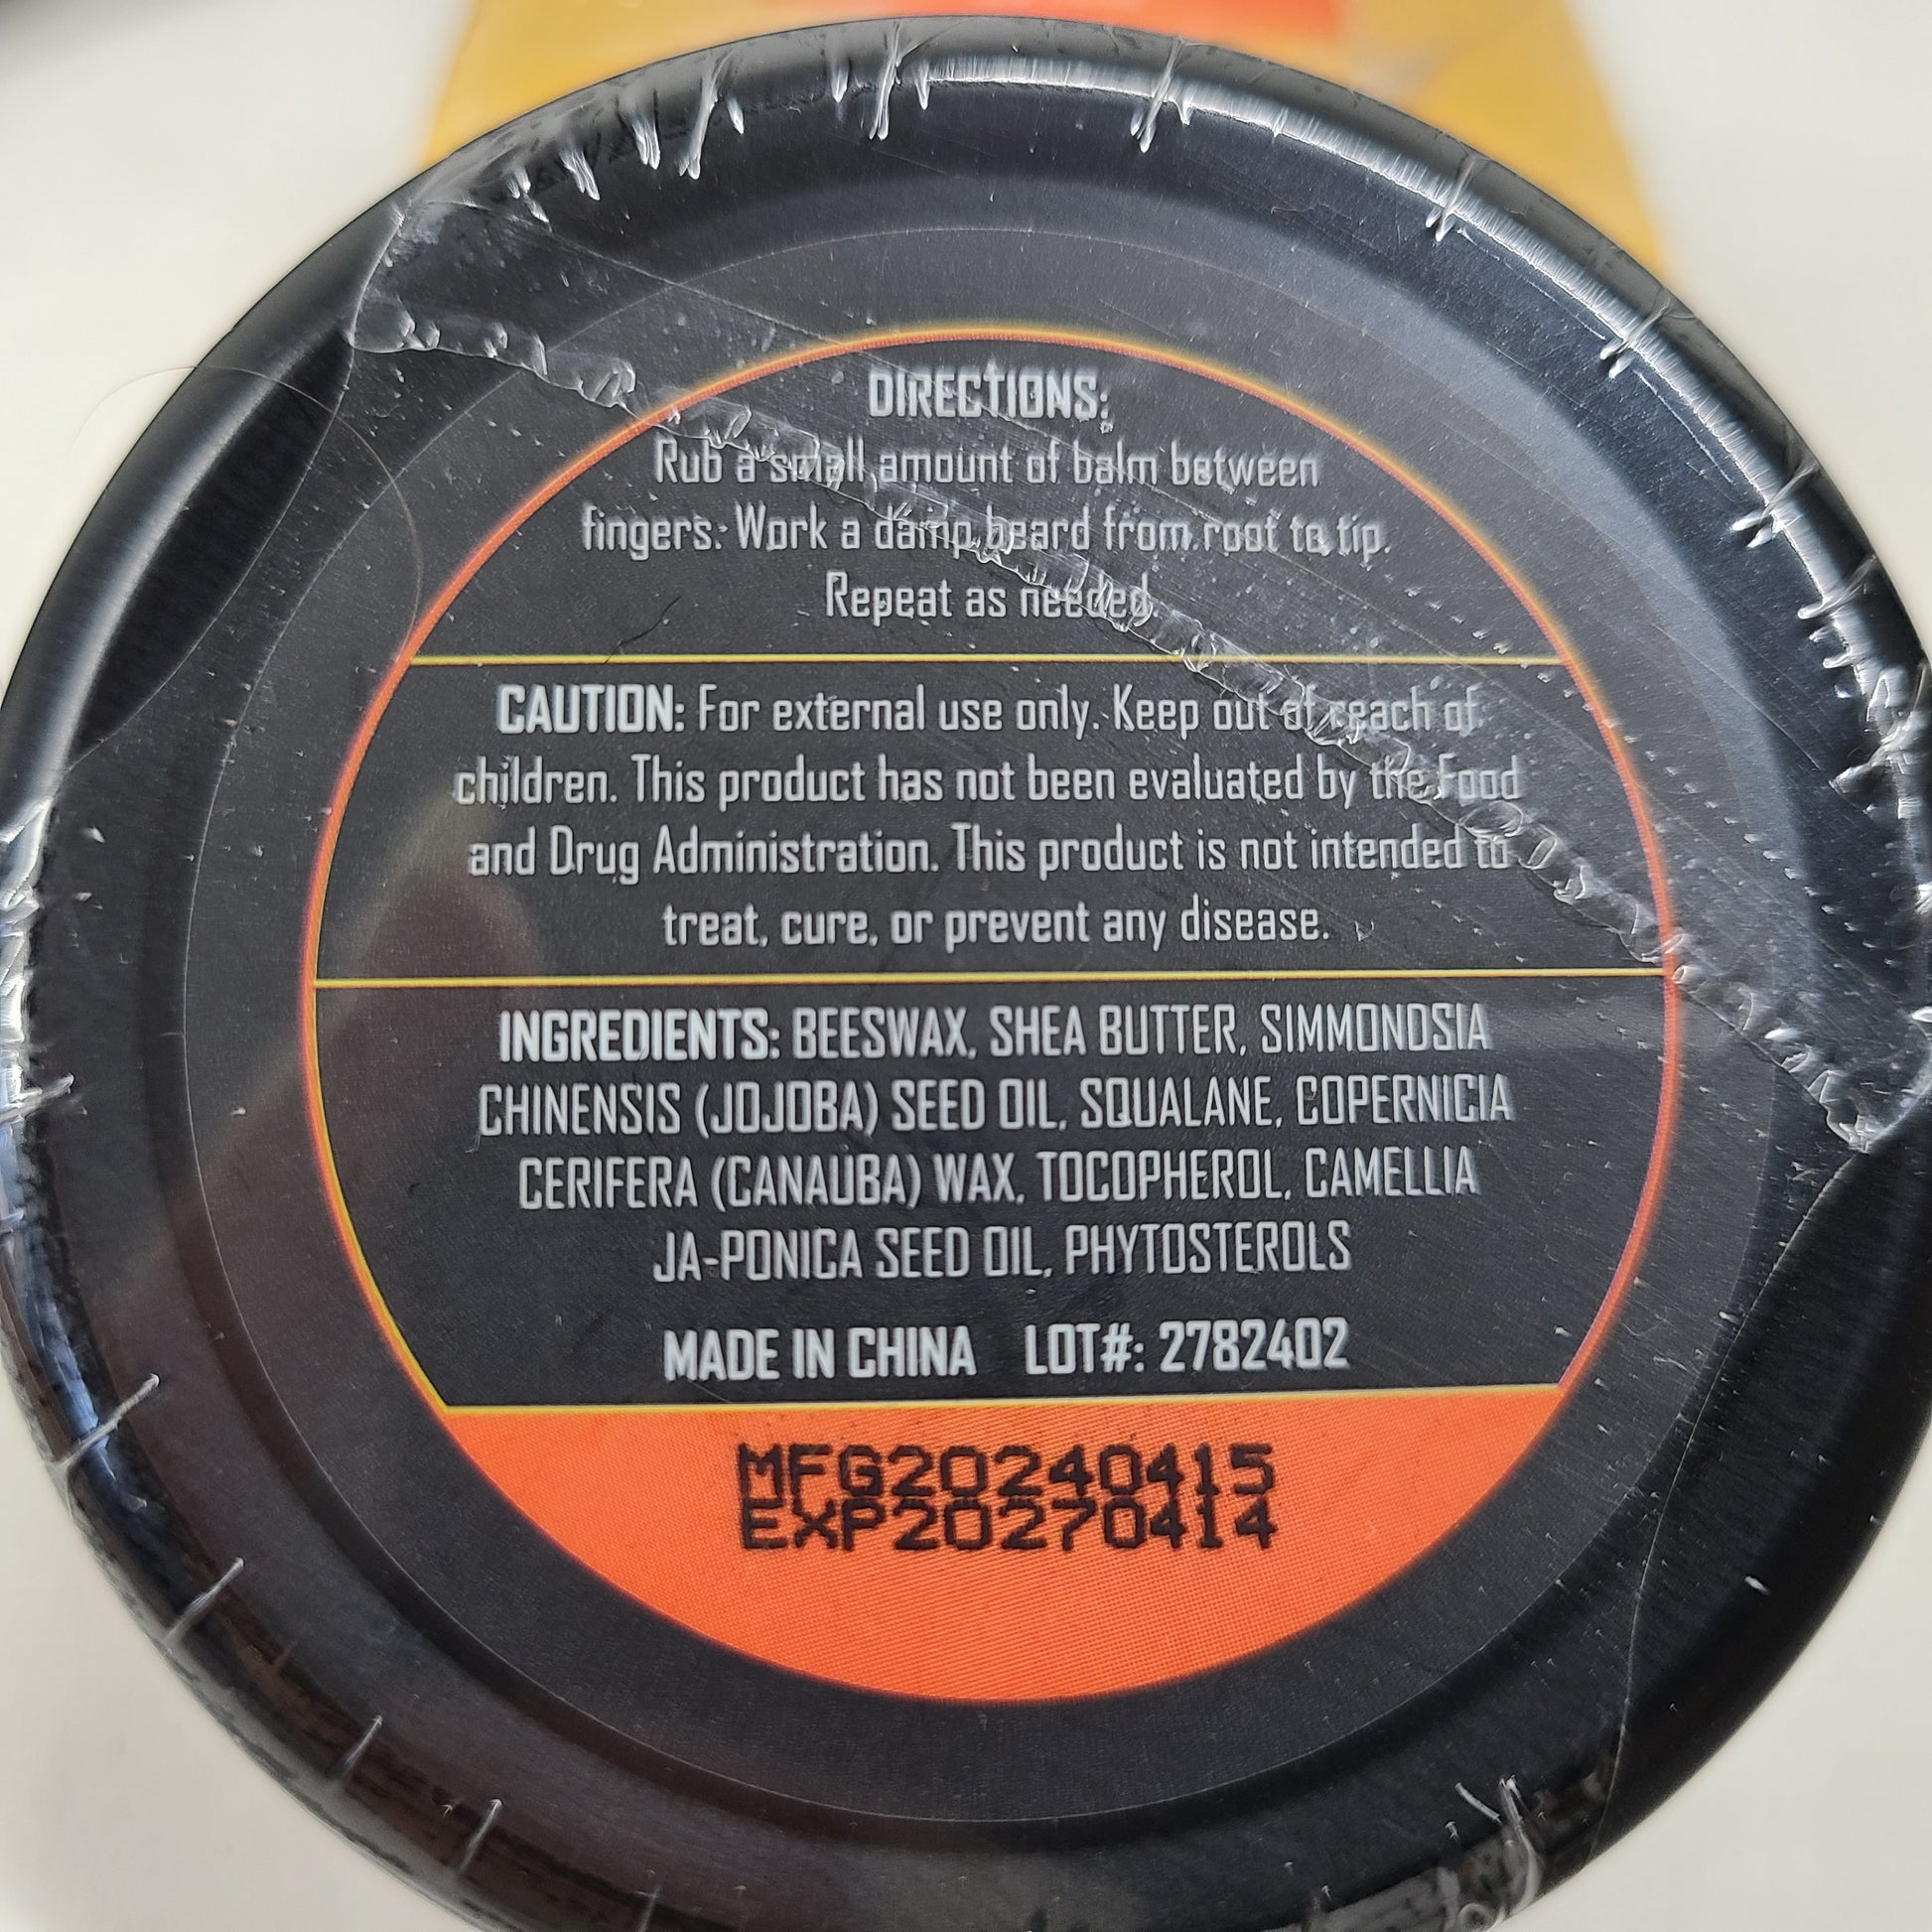 DIRECTIONS:
Rub a small amount of balm between
fingers. Work a damp beard from root to tip.
Repeat as needed.
CAUTION: For external use only. Keep out of reach of
children. This product has not been evaluated by the Food
and Drug Administration. This product is not intended to
treat, cure, or prevent any disease.
INGREDIENTS: BEESWAX, SHEA BUTTER, SIMMONDSIA
CHINENSIS (JOJOBA) SEED OIL, SQUALANE, COPERNICIA
CERIFERA (CANAUBA) WAX, TOCOPHEROL, CAMELLIA
JA-PONICA SEED OIL, PHYTOSTEROLS
MADE IN CHINA LOT#: 2782402
MFG20240415
EXP20270414